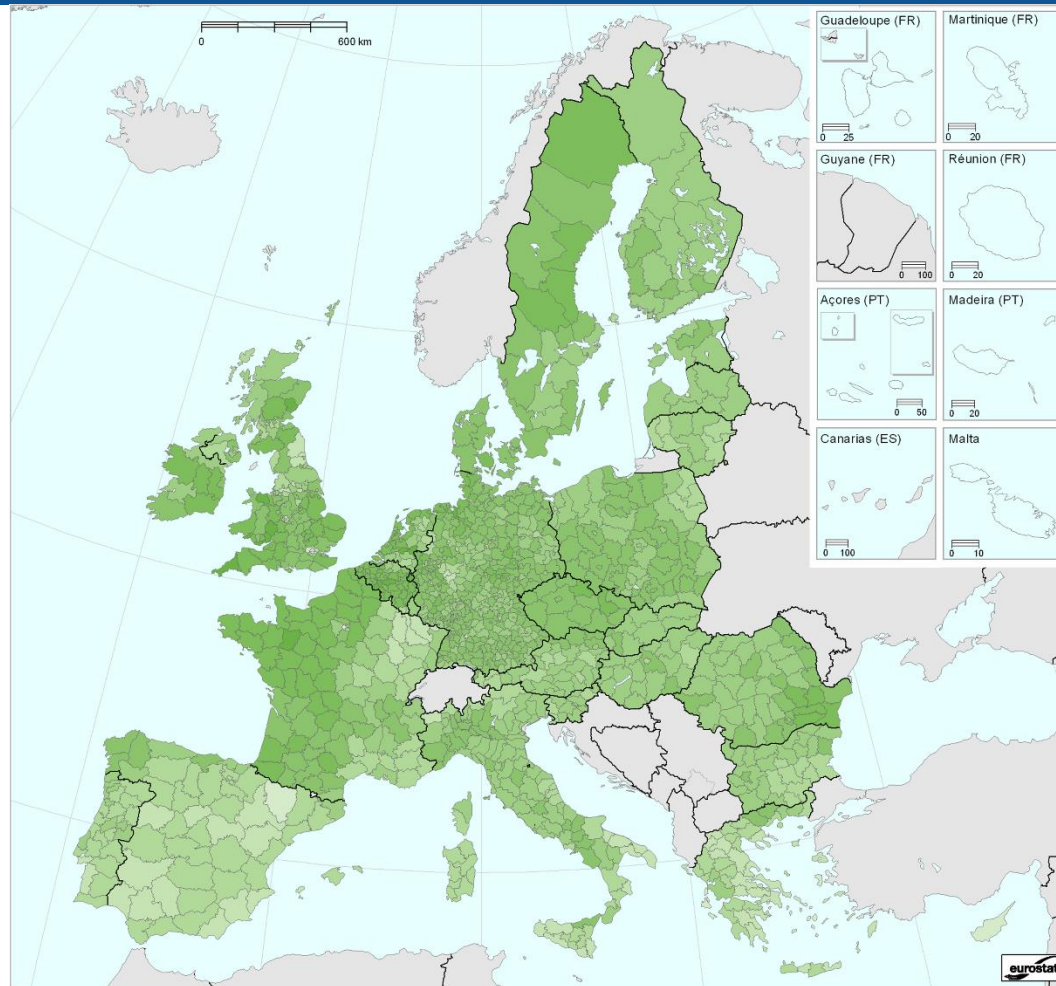 0 600 km
Guadeloupe (FR)
0 25
Martinique (FR)
0 20
Guyane (FR)
0 100
Réunion (FR)
0 20
Açores (PT)
0 50
Madeira (PT)
0 20
Canarias (ES)
0 100
Malta
0 10
eurostat